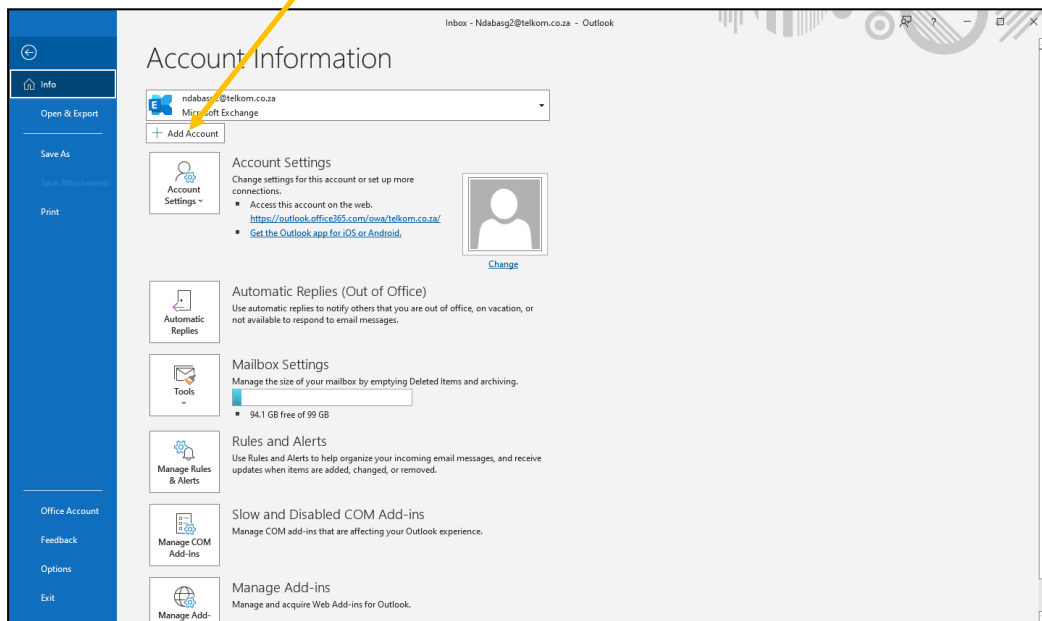 Inbox - Ndabasg2@telkom.co.za - Outlook
?
Account Information
Info
Open & Export
Save As
Save Attachments
Print
Office Account
Feedback
Options
Exit
@telkom.co.za
Microsoft Exchange
Add Account
Account
Settings
Account Settings
Change settings for this account or set up more
connections.
Access this account on the web.
https://outlook.office365.com/owa/telkom.co.za/
Get the Outlook app for iOS or Android.
Change
Automatic
Replies
Automatic Replies (Out of Office)
Use automatic replies to notify others that you are out of office, on vacation, or
not available to respond to email messages.
Tools
Mailbox Settings
Manage the size of your mailbox by emptying Deleted Items and archiving.
94.1 GB free of 99 GB
Manage Rules
& Alerts
Rules and Alerts
Use Rules and Alerts to help organize your incoming email messages, and receive
updates when items are added, changed, or removed.
Manage COM
Add-ins
Slow and Disabled COM Add-ins
Manage COM add-ins that are affecting your Outlook experience.
Manage Add-
Manage Add-ins
Manage and acquire Web Add-ins for Outlook.